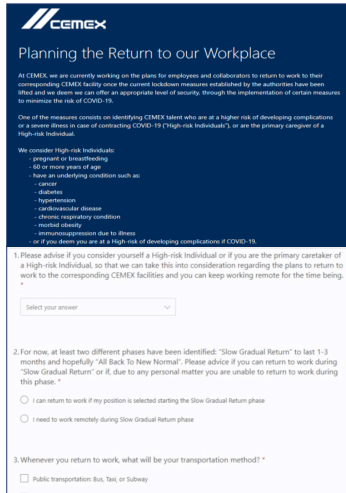 CEMEX
Planning the Return to our Workplace
At CEMEX, we are currently working on the plans for employees and collaborators to return to work to their
corresponding CEMEX facility once the current lockdown measures established by the authorities have been
lifted and we deem we can offer an appropriate level of security, through the implementation of certain measures
to minimize the risk of COVID-19.
One of the measures consists on identifying CEMEX talent who are at a higher risk of developing complications
or a severe illness in case of contracting COVID-19 ("High-risk Individuals"), or are the primary caregiver of a
High-risk Individual.
We consider High-risk Individuals:
- pregnant or breastfeeding
- 60 or more years of age
- have an underlying condition such as:
- cancer
- diabetes
- hypertension
- cardiovascular disease
- chronic respiratory condition
- morbid obesity
- immunosuppression due to illness
- or if you deem you are at a High-risk of developing complications if COVID-19.
1. Please advise if you consider yourself a High-risk Individual or if you are the primary caretaker of
a High-risk Individual, so that we can take this into consideration regarding the plans to return to
work to the corresponding CEMEX facilities and you can keep working remote for the time being.
*
Select your answer
2. For now, at least two different phases have been identified: "Slow Gradual Return" to last 1-3
months and hopefully "All Back To New Normal". Please advice if you can return to work during
"Slow Gradual Return" or if, due to any personal matter you are unable to return to work during
this phase. *
I can return to work if my position is selected starting the Slow Gradual Return phase
I need to work remotely during Slow Gradual Return phase
3. Whenever you return to work, what will be your transportation method? *
Public transportation: Bus, Taxi, or Subway